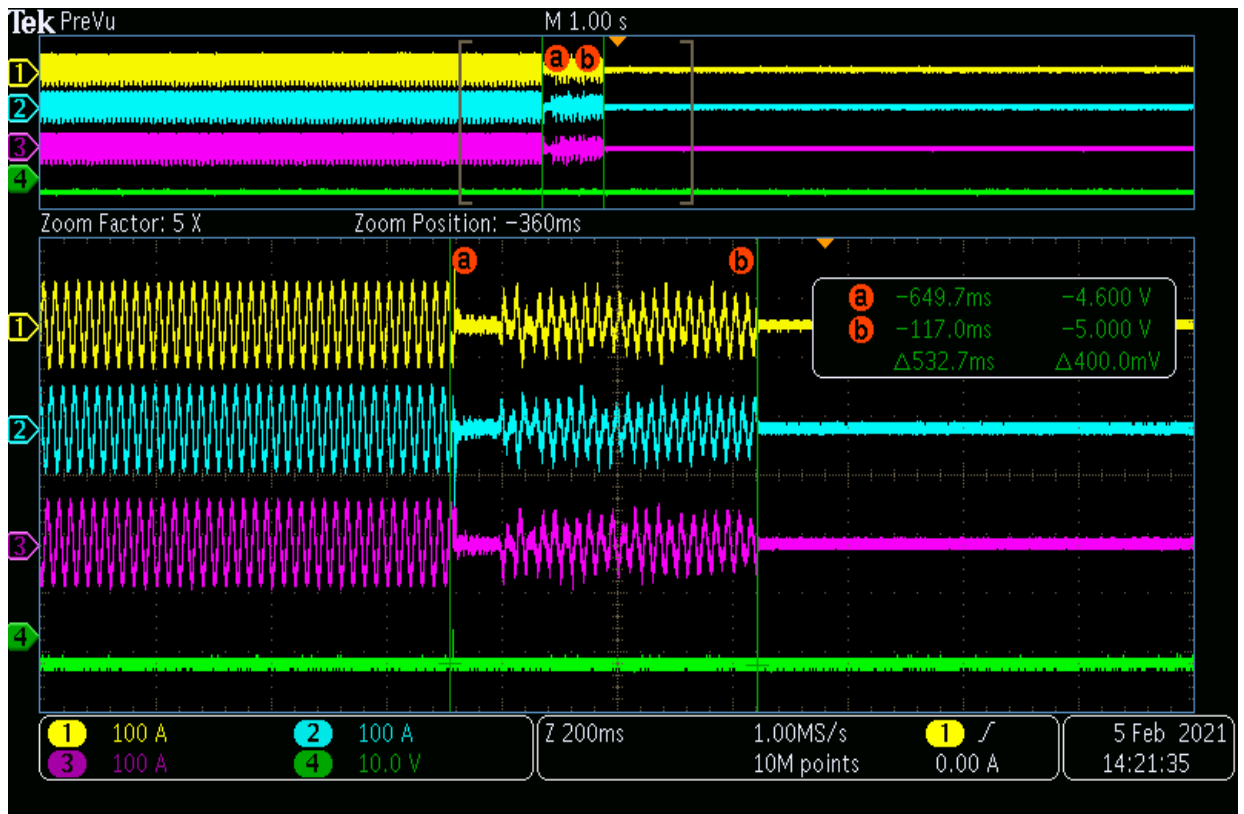 Tek PreVu M 1.00 s
1
a b
2
3
4
Zoom Factor: 5 X Zoom Position: −360ms
a b
a −649.7ms −4.600 V
1
b −117.0ms −5.000 V
△532.7ms △400.0mV
2
3
4
1 100 A 2 100 A Z 200ms 1.00MS/s 1 5 Feb 2021
3 100 A 4 10.0 V 10M points 0.00 A 14:21:35